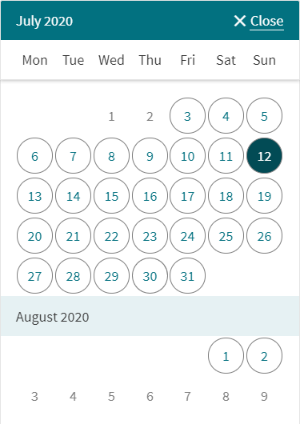 July 2020 Close
Mon Tue Wed Thu Fri Sat Sun
1 2 3 4 5
6 7 8 9 10 11 12
13 14 15 16 17 18 19
20 21 22 23 24 25 26
27 28 29 30 31
August 2020
1 2
3 4 5 6 7 8 9